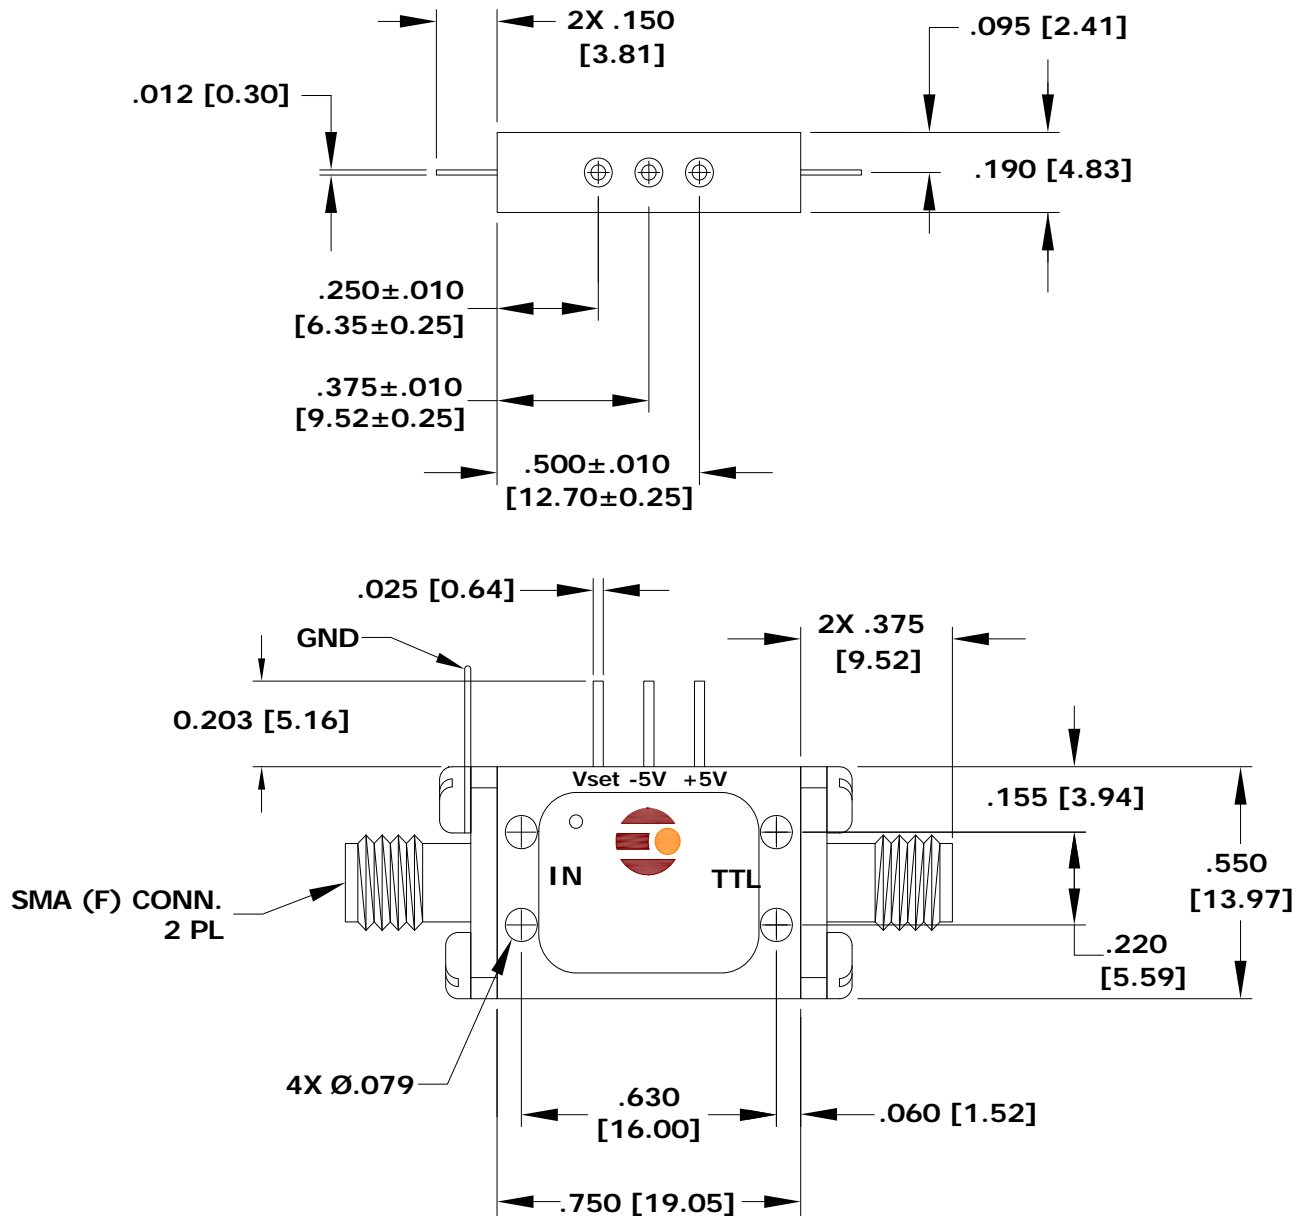 2X .150
[3.81]
.095 [2.41]
.012 [0.30]
.190 [4.83]
.250±.010
[6.35±0.25]
.375±.010
[9.52±0.25]
.500±.010
[12.70±0.25]
.025 [0.64]
GND
2X .375
[9.52]
0.203 [5.16]
Vset -5V +5V
.155 [3.94]
IN
TTL
.550
[13.97]
SMA (F) CONN.
2 PL
.220
[5.59]
4X Ø.079
.630
[16.00]
.060 [1.52]
.750 [19.05]